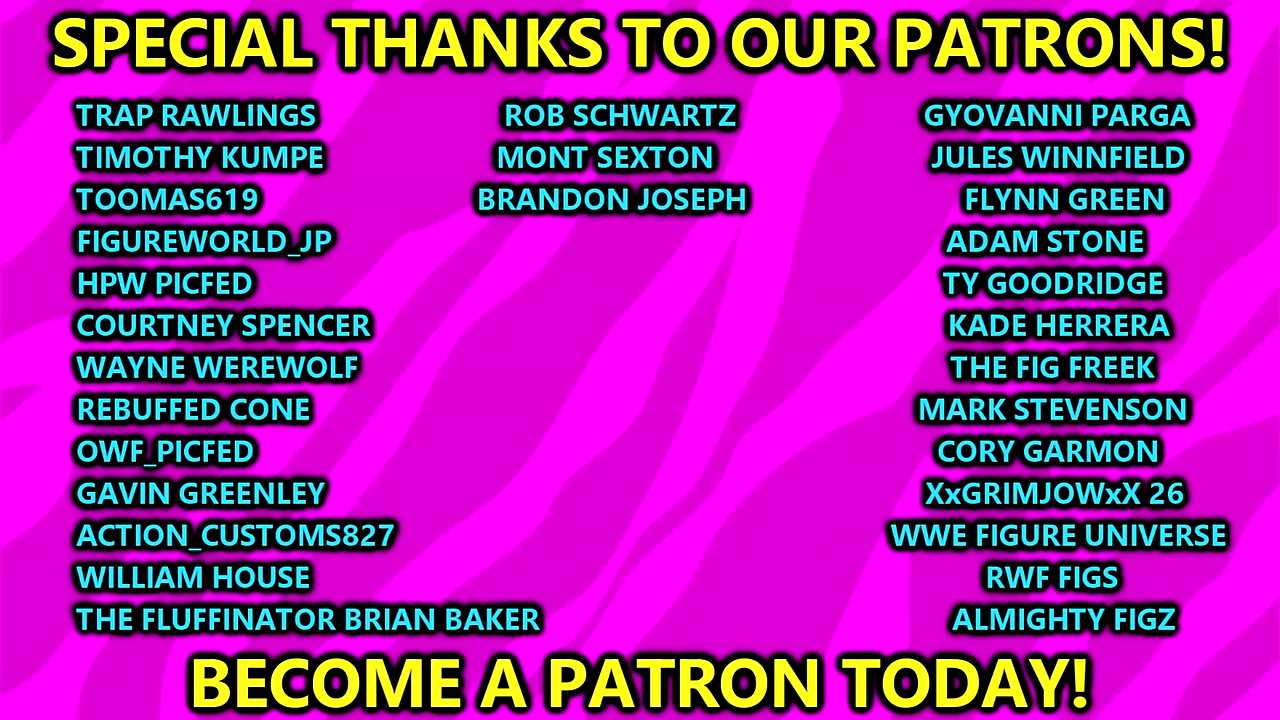 SPECIAL THANKS TO OUR PATRONS!
TRAP RAWLINGS
TIMOTHY KUMPE
TOOMAS619
FIGUREWORLD_JP
HPW PICFED
COURTNEY SPENCER
WAYNE WEREWOLF
REBUFFED CONE
OWF_PICFED
GAVIN GREENLEY
ACTION_CUSTOMS827
WILLIAM HOUSE
THE FLUFFINATOR BRIAN BAKER
ROB SCHWARTZ
MONT SEXTON
BRANDON JOSEPH
GYOVANNI PARGA
JULES WINNFIELD
FLYNN GREEN
ADAM STONE
TY GOODRIDGE
KADE HERRERA
THE FIG FREEK
MARK STEVENSON
CORY GARMON
XxGRIMJOWxX 26
WWE FIGURE UNIVERSE
RWF FIGS
ALMIGHTY FIGZ
BECOME A PATRON TODAY!